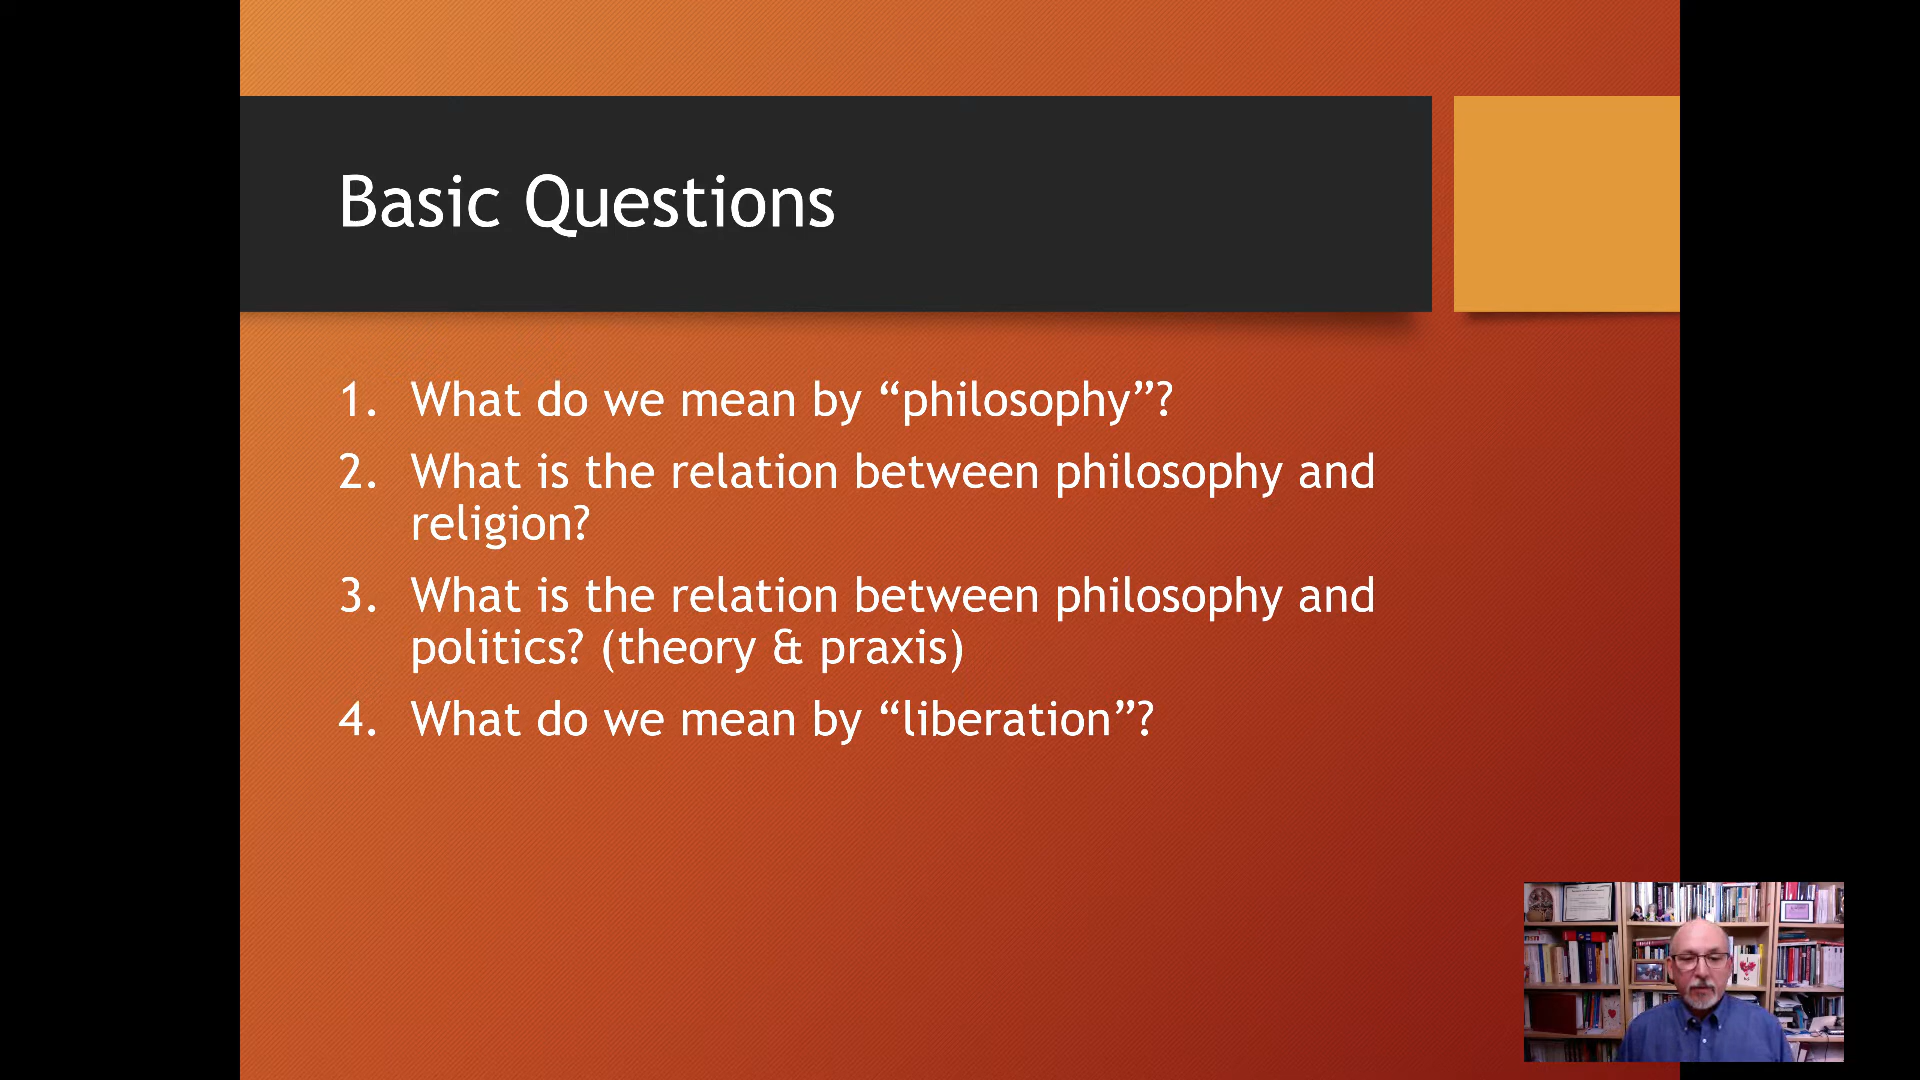 Basic Questions
1. What do we mean by “philosophy”?
2. What is the relation between philosophy and
religion?
3. What is the relation between philosophy and
politics? (theory & praxis)
4. What do we mean by “liberation”?